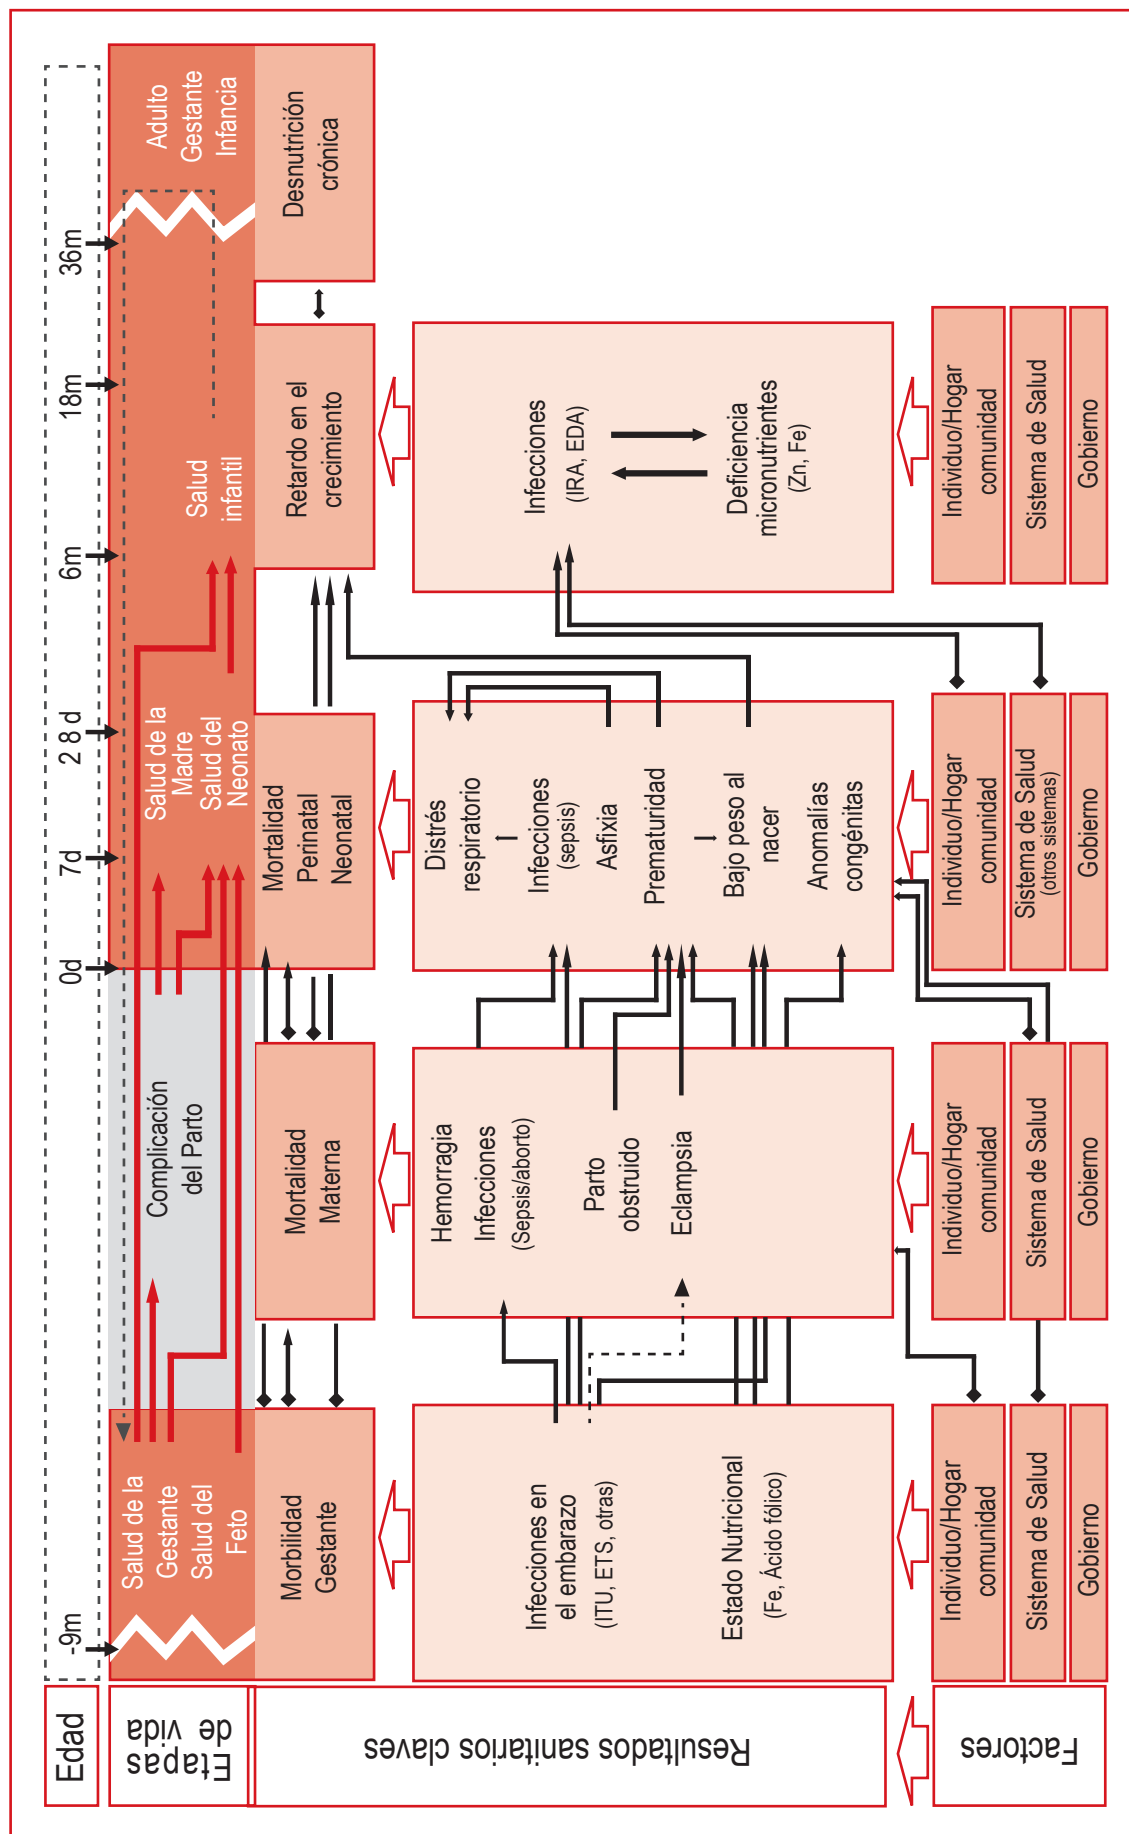 Edad
-9m
0d
7d
2 8 d
6m
18m
36m
Etapas
de vida
Salud de la
Gestante
Salud del
Feto
Complicación
del Parto
Salud de la
Madre
Salud del
Neonato
Salud
infantil
Adulto
Gestante
Infancia
Resultados sanitarios claves
Morbilidad
Gestante
Mortalidad
Materna
Mortalidad
Perinatal
Neonatal
Retardo en el
crecimiento
Desnutrición
crónica
Infecciones en
el embarazo
(ITU, ETS, otras)
Estado Nutricional
(Fe, Ácido fólico)
Hemorragia
Infecciones
(Sepsis/aborto)
Parto
obstruido
Eclampsia
Distrés
respiratorio
Infecciones
(sepsis)
Asfixia
Prematuridad
Bajo peso al
nacer
Anomalías
congénitas
Infecciones
(IRA, EDA)
Deficiencia
micronutrientes
(Zn, Fe)
Factores
Individuo/Hogar
comunidad
Sistema de Salud
Gobierno
Individuo/Hogar
comunidad
Sistema de Salud
Gobierno
Individuo/Hogar
comunidad
Sistema de Salud
(otros sistemas)
Gobierno
Individuo/Hogar
comunidad
Sistema de Salud
Gobierno